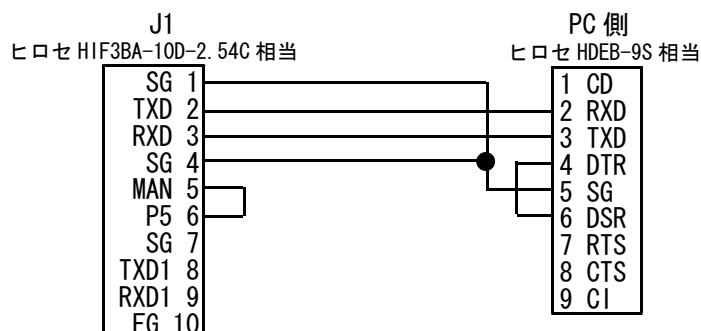 J1
ヒロセ HIF3BA-10D-2.54C 相当
SG 1
TXD 2
RXD 3
SG 4
MAN 5
P5 6
SG 7
TXD1 8
RXD1 9
FG 10
PC 側
ヒロセ HDEB-9S 相当
1 CD
2 RXD
3 TXD
4 DTR
5 SG
6 DSR
7 RTS
8 CTS
9 CI